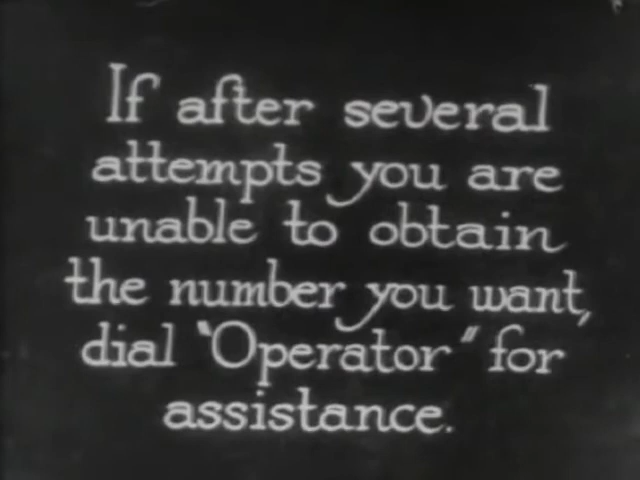 If after several
attempts you are
unable to obtain
the number you want,
dial "Operator" for
assistance.